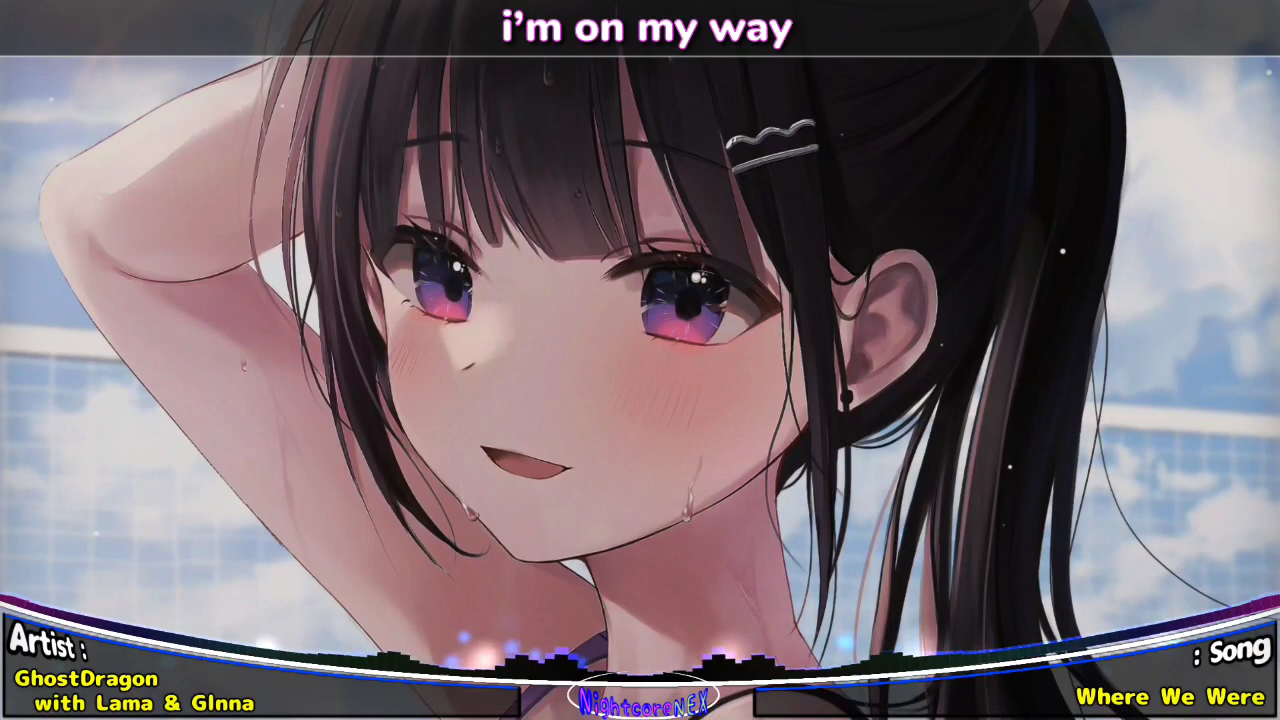 i'm on my way
Artist :
GhostDragon
with Lama & GInna
NightcoreNEX
: Song
Where We Were